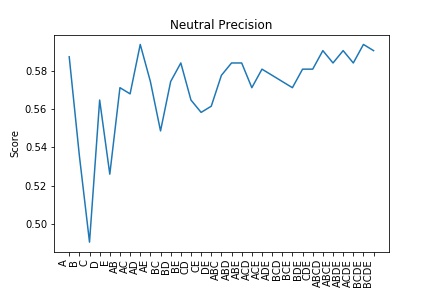 Neutral Precision
Score
0.58
0.56
0.54
0.52
0.50
A
B
C
D
E
AB
AC
AD
AE
BC
BD
BE
CD
CE
DE
ABC
ABD
ABE
ACD
ACE
ADE
BCD
BCE
BDE
CDE
ABCD
ABCE
ABDE
ACDE
BCDE
BCDE